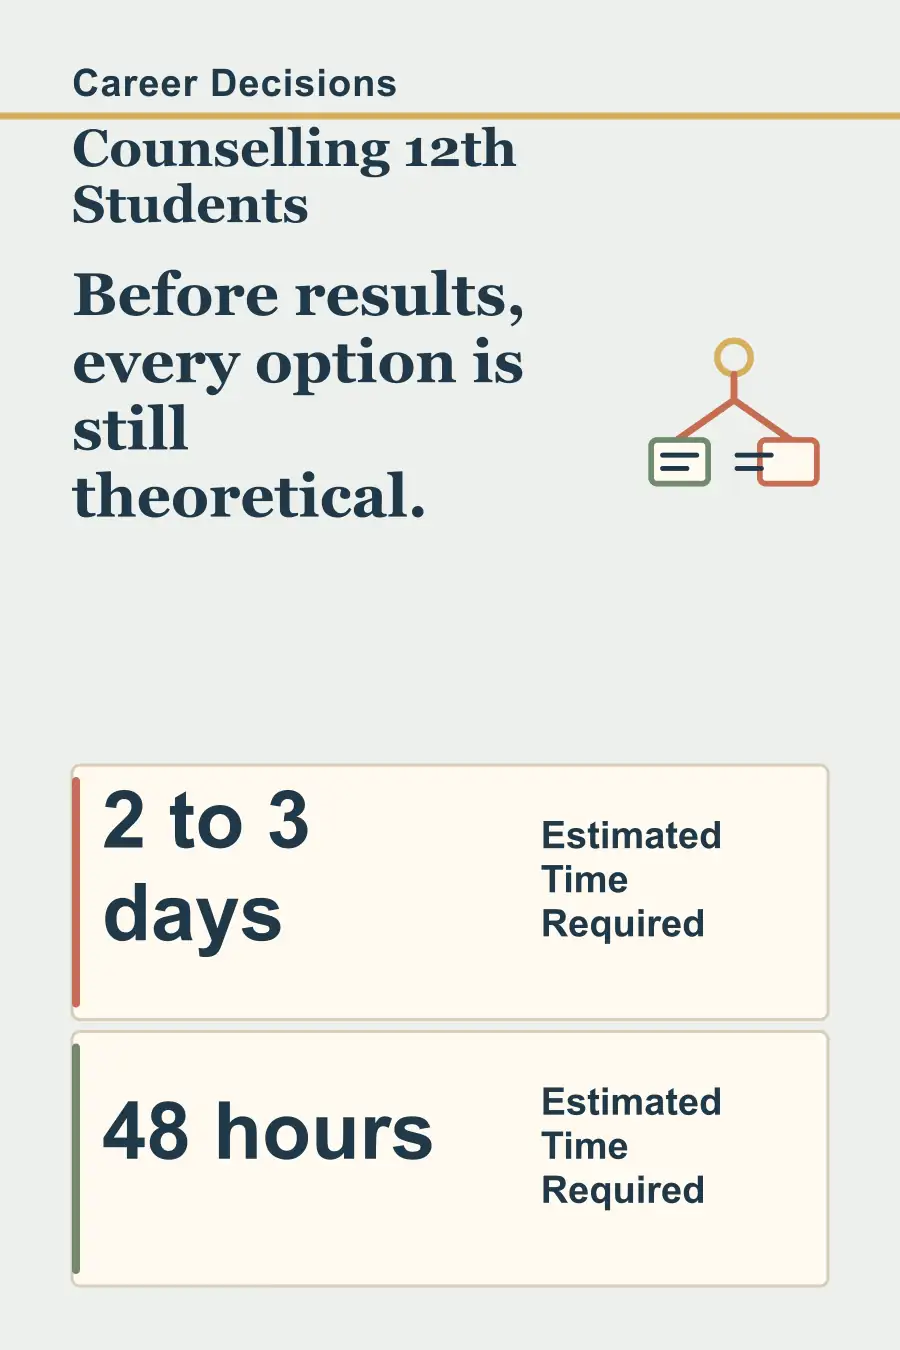 Career Decisions
Counselling 12th
Students
Before results,
every option is
still
theoretical.
2 to 3
days
Estimated
Time
Required
48 hours
Estimated
Time
Required